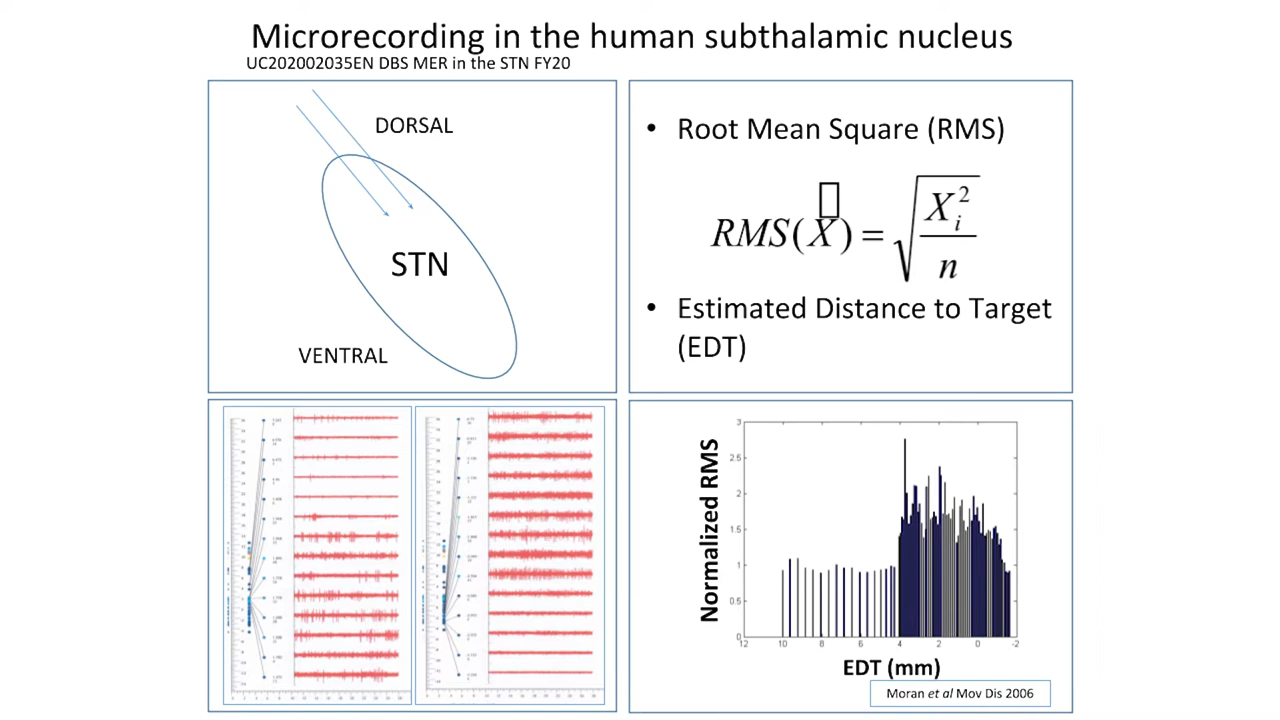 Microrecording in the human subthalamic nucleus
UC202002035EN DBS MER in the STN FY20
DORSAL
STN
VENTRAL
• Root Mean Square (RMS)
RMS(X) = √(X_i^2 / n)
• Estimated Distance to Target
(EDT)
Normalized RMS
3
2.5
2
1.5
1
0.5
0
12 10 8 6 4 2 0 -2
EDT (mm)
Moran et al Mov Dis 2006